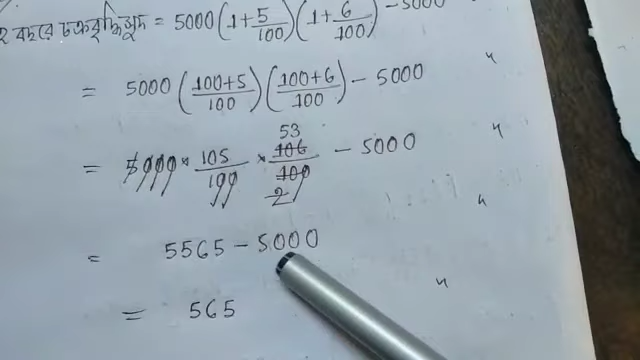 ২ বছরে চক্রবৃদ্ধিসুদ = 5000 (1+5/100) (1+6/100) - 5000
= 5000 (100+5/100) (100+6/100) - 5000 "
= 5000 × 105/100 × 106/100 - 5000 " 53 2
"
= 5565 - 5000
= 565 "